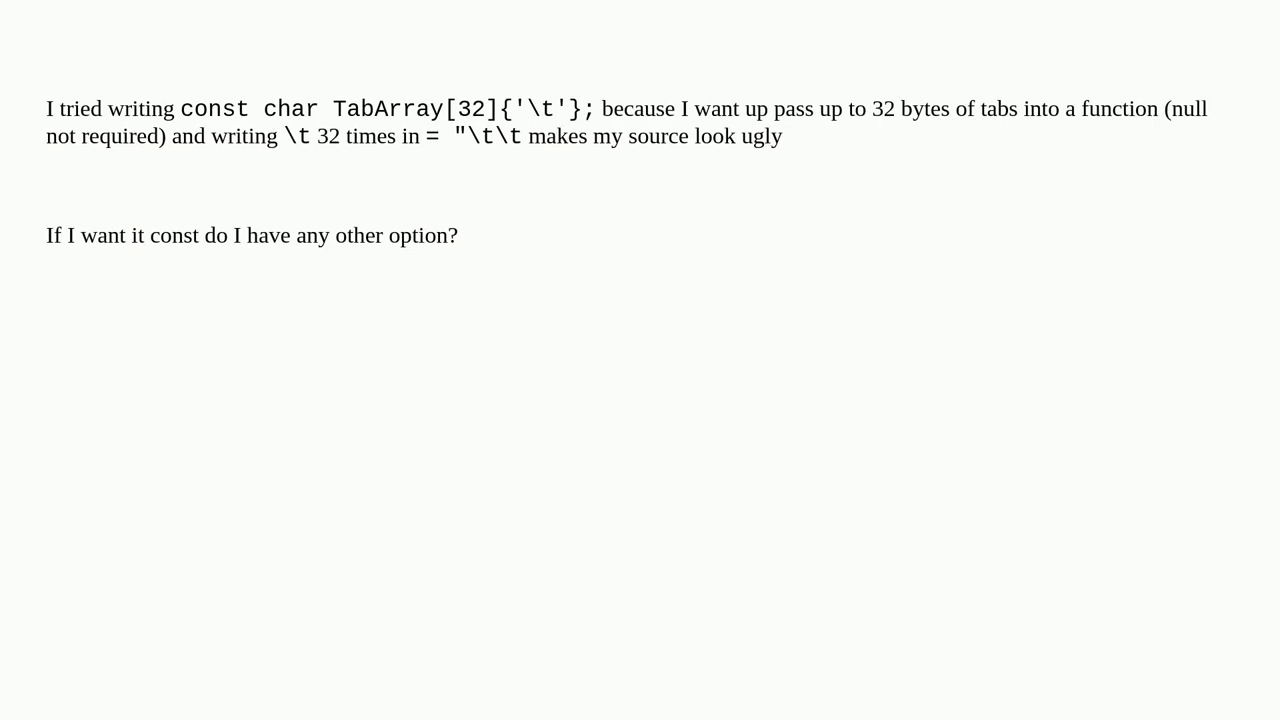 I tried writing const char TabArray[32]{'\t'}; because I want up pass up to 32 bytes of tabs into a function (null
not required) and writing \t 32 times in = "\t\t makes my source look ugly
If I want it const do I have any other option?